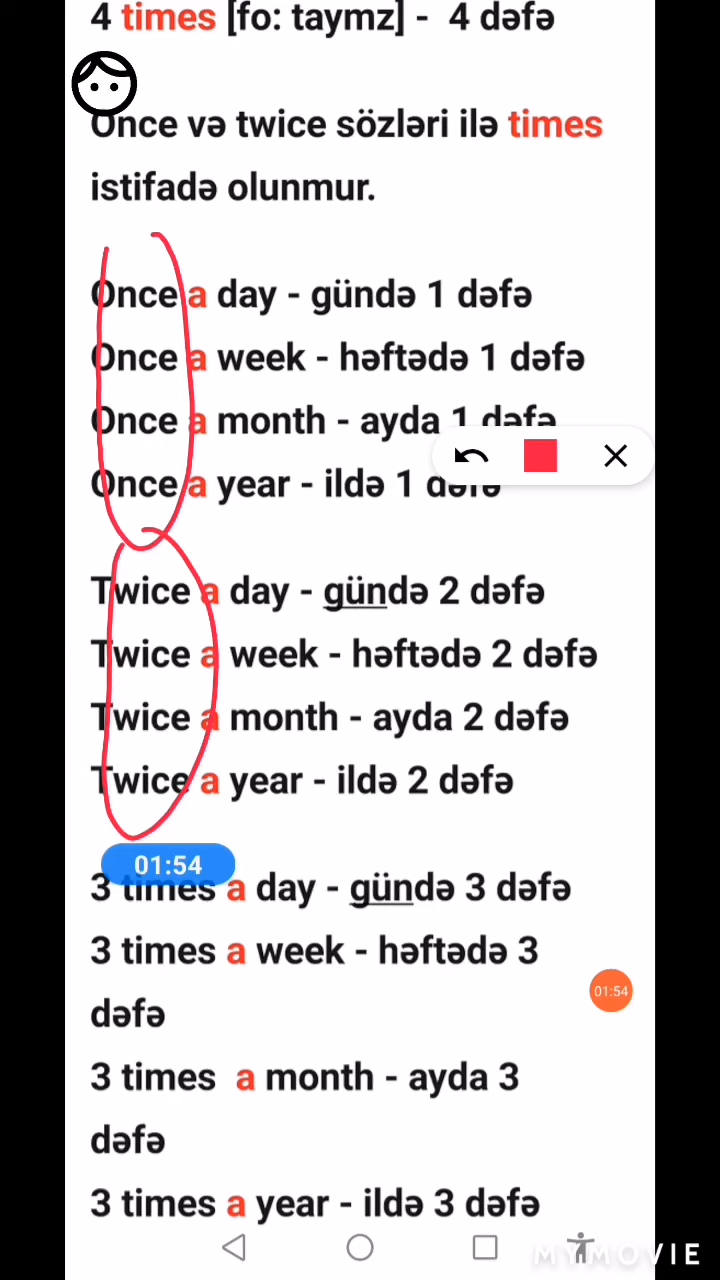 4 times [fo: taymz] - 4 dəfə
Once və twice sözləri ilə times
istifadə olunmur.
Once a day - gündə 1 dəfə
Once a week - həftədə 1 dəfə
Once a month - ayda 1 dəfə
Once a year - ildə 1 dəfə
Twice a day - gündə 2 dəfə
Twice a week - həftədə 2 dəfə
Twice a month - ayda 2 dəfə
Twice a year - ildə 2 dəfə
01:54
3 times a day - gündə 3 dəfə
3 times a week - həftədə 3
01:54
dəfə
3 times a month - ayda 3
dəfə
3 times a year - ildə 3 dəfə
MYMOVIE